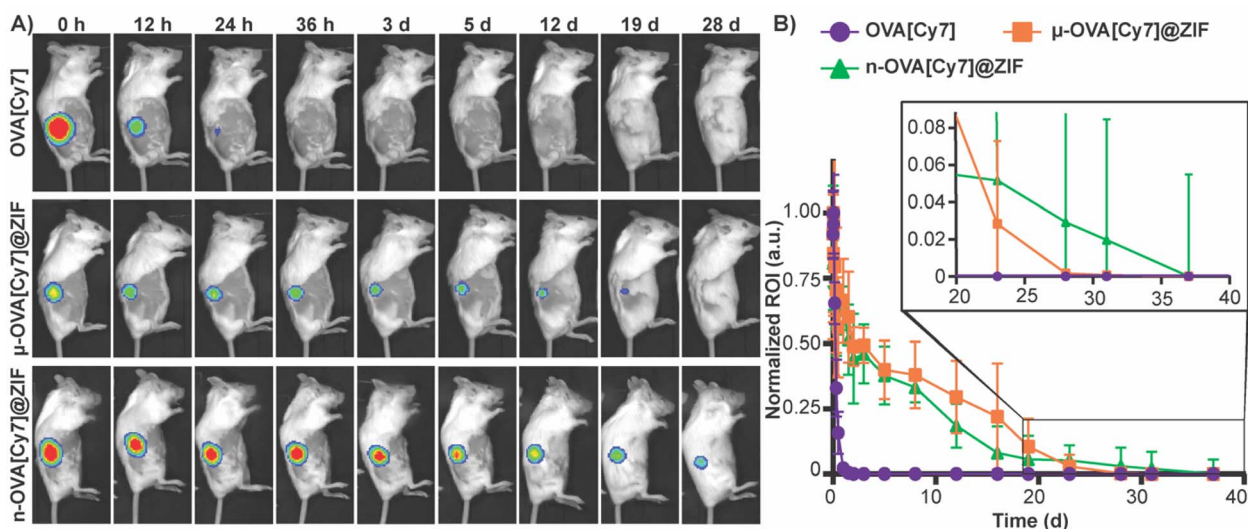 A)
0 h 12 h 24 h 36 h 3 d 5 d 12 d 19 d 28 d
OVA[Cy7]
μ-OVA[Cy7]@ZIF
n-OVA[Cy7]@ZIF
B)
OVA[Cy7] μ-OVA[Cy7]@ZIF
n-OVA[Cy7]@ZIF
0.08
0.06
0.04
0.02
0
20 25 30 35 40
Normalized ROI (a.u.)
1.00
0.75
0.50
0.25
0
0 10 20 30 40
Time (d)